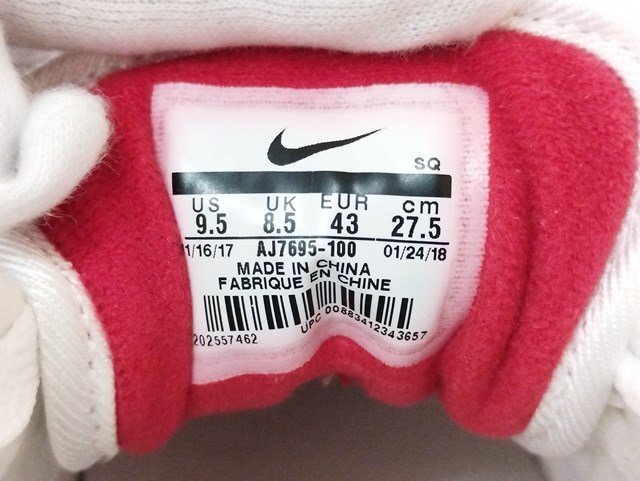 SQ
US UK EUR cm
9.5 8.5 43 27.5
11/16/17 AJ7695-100 01/24/18
MADE IN CHINA
FABRIQUE EN CHINE
202557462 UPC 00883412343657